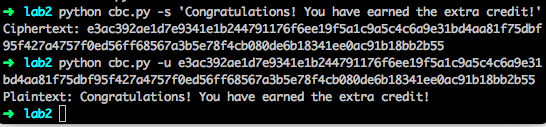 ➜ lab2 python cbc.py -s 'Congratulations! You have earned the extra credit!'
Ciphertext: e3ac392ae1d7e9341e1b244791176f6ee19f5a1c9a5c4c6a9e31bd4aa81f75dbf
95f427a4757f0ed56ff68567a3b5e78f4cb080de6b18341ee0ac91b18bb2b55
➜ lab2 python cbc.py -u e3ac392ae1d7e9341e1b244791176f6ee19f5a1c9a5c4c6a9e31
bd4aa81f75dbf95f427a4757f0ed56ff68567a3b5e78f4cb080de6b18341ee0ac91b18bb2b55
Plaintext: Congratulations! You have earned the extra credit!
➜ lab2